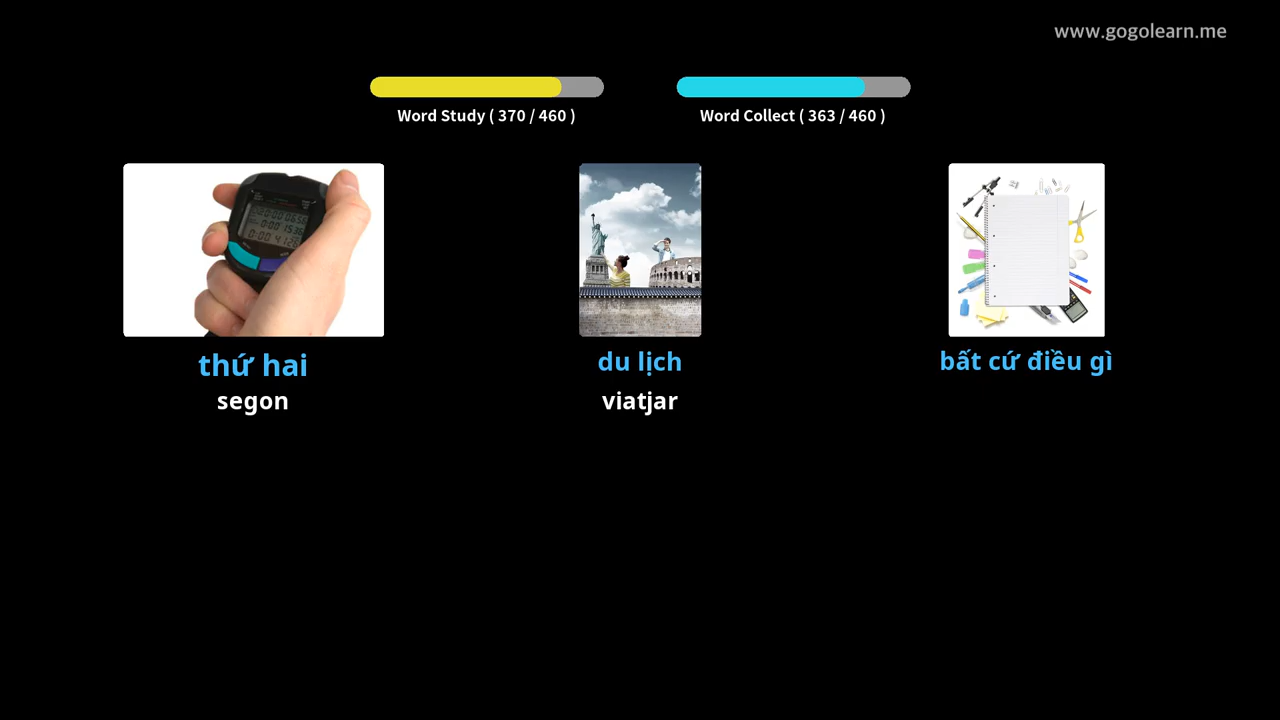 www.gogolearn.me
Word Study ( 370 / 460 )
Word Collect ( 363 / 460 )
thứ hai
du lịch
bất cứ điều gì
segon
viatjar